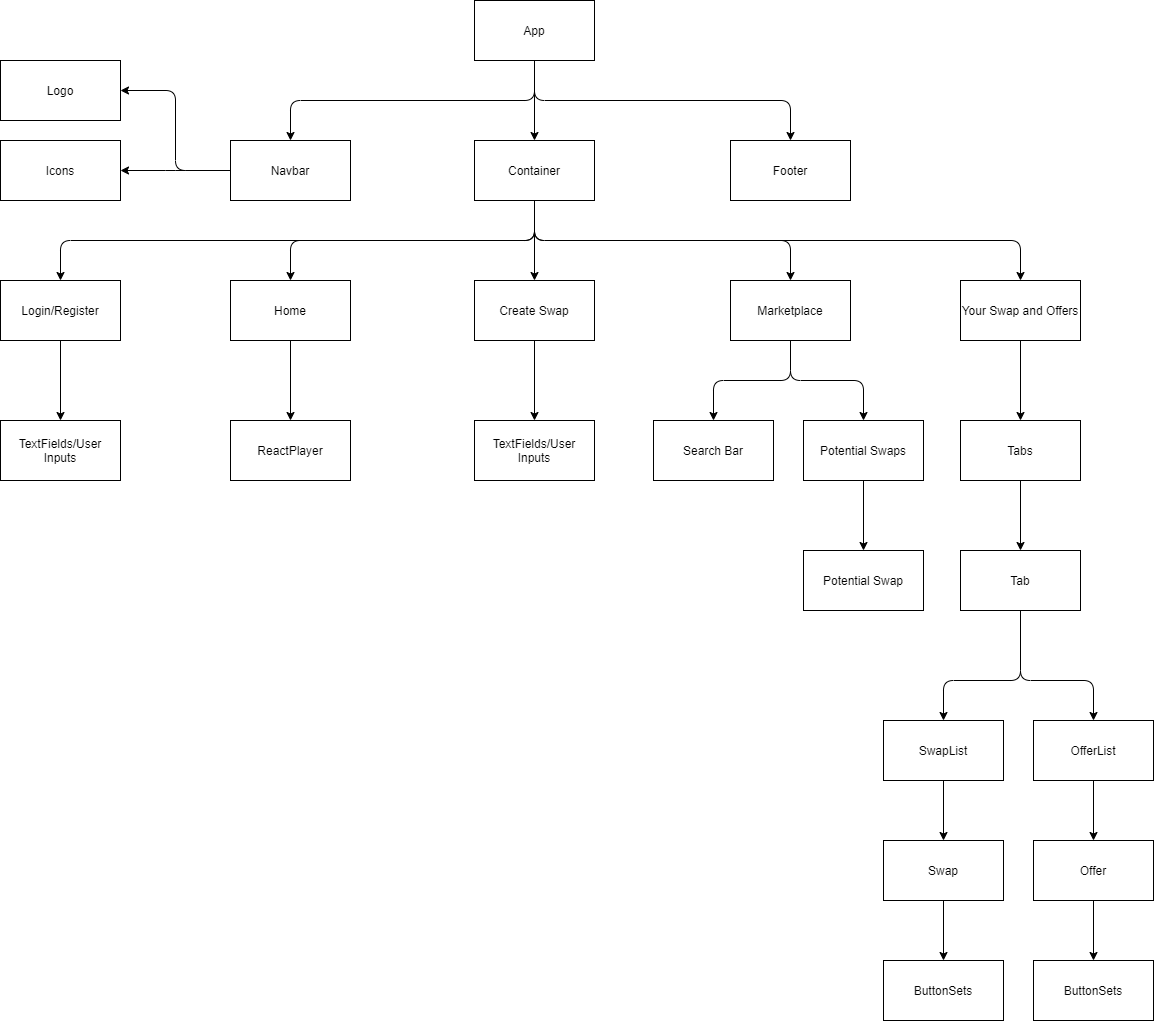 App
Logo
Icons
Navbar
Container
Footer
Login/Register
Home
Create Swap
Marketplace
Your Swap and Offers
TextFields/User
Inputs
ReactPlayer
TextFields/User
Inputs
Search Bar
Potential Swaps
Tabs
Potential Swap
Tab
SwapList
OfferList
Swap
Offer
ButtonSets
ButtonSets